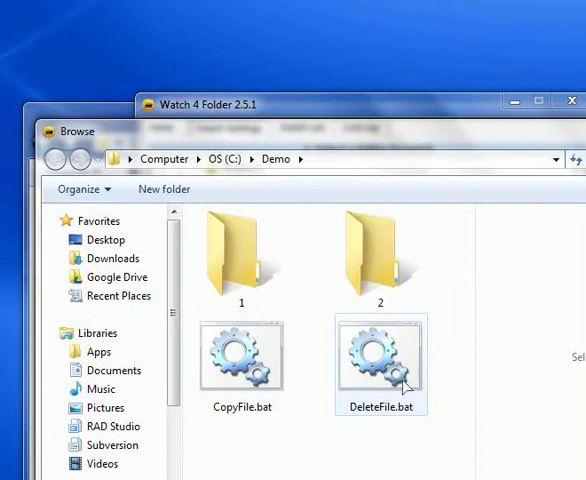 Watch 4 Folder 2.5.1
Browse
Computer OS (C:) Demo
Organize New folder
Favorites
Desktop
Downloads
Google Drive
Recent Places
Libraries
Apps
Documents
Music
Pictures
RAD Studio
Subversion
Videos
1 2
CopyFile.bat DeleteFile.bat
Sel